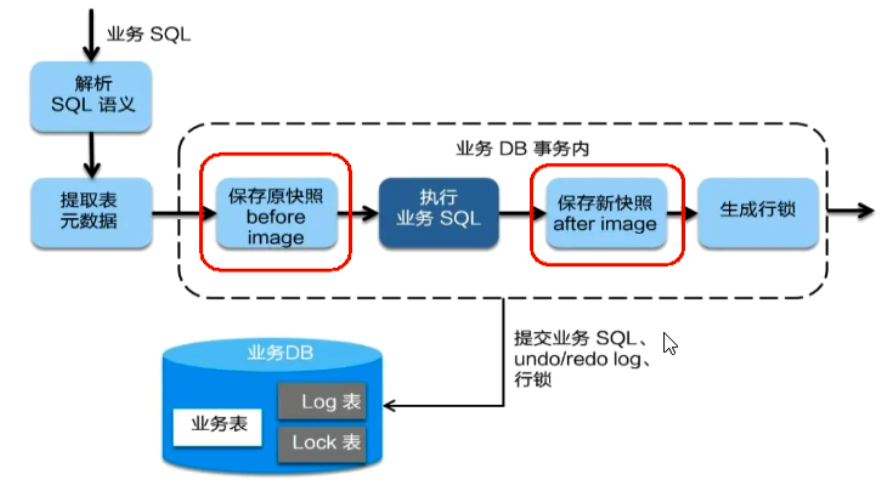 业务 SQL
解析
SQL 语义
提取表
元数据
业务 DB 事务内
保存原快照
before
image
执行
业务 SQL
保存新快照
after image
生成行锁
提交业务 SQL、
undo/redo log、
行锁
业务DB
业务表
Log 表
Lock 表